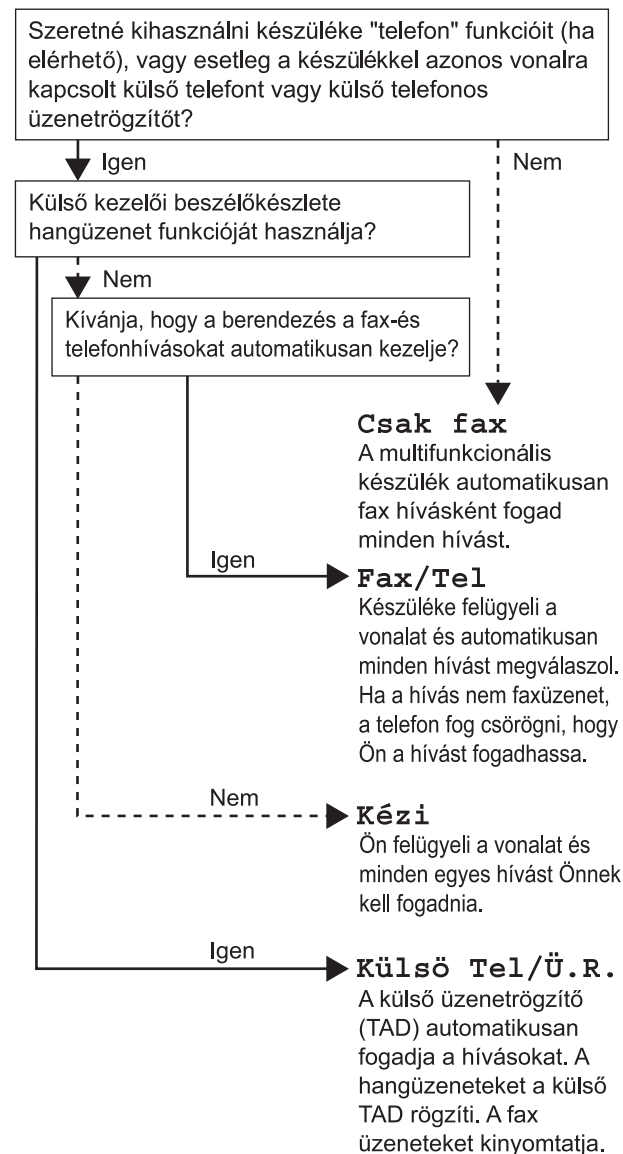 Szeretné kihasználni készüléke "telefon" funkcióit (ha
elérhető), vagy esetleg a készülékkel azonos vonalra
kapcsolt külső telefont vagy külső telefonos
üzenetrögzítőt?
Igen
Nem
Külső kezelői beszélőkészlete
hangüzenet funkcióját használja?
Nem
Kívánja, hogy a berendezés a fax-és
telefonhívásokat automatikusan kezelje?
Csak fax
A multifunkcionális
készülék automatikusan
fax hívásként fogad
minden hívást.
Igen
Fax/Tel
Készüléke felügyeli a
vonalat és automatikusan
minden hívást megválaszol.
Ha a hívás nem faxüzenet,
a telefon fog csörögni, hogy
Ön a hívást fogadhassa.
Nem
Kézi
Ön felügyeli a vonalat és
minden egyes hívást Önnek
kell fogadnia.
Igen
Külsö Tel/Ü.R.
A külső üzenetrögzítő
(TAD) automatikusan
fogadja a hívásokat. A
hangüzeneteket a külső
TAD rögzíti. A fax
üzeneteket kinyomtatja.